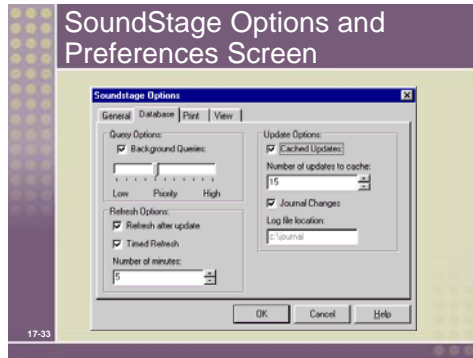 SoundStage Options and
Preferences Screen
Soundstage Options
General Database Print View
Query Options:
Background Queries:
Low Priority High
Refresh Options:
Refresh after update
Timed Refresh
Number of minutes:
5
Update Options:
Cached Updates:
Number of updates to cache:
15
Journal Changes
Log file location:
c:\journal
OK Cancel Help
17-33